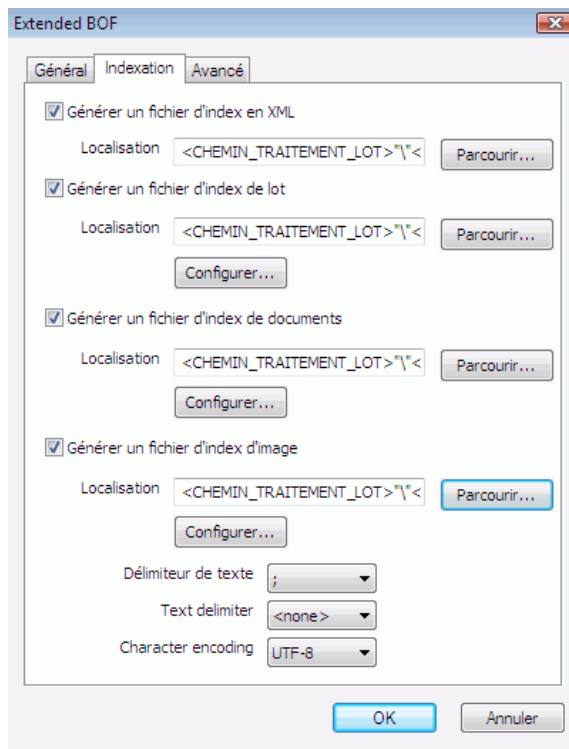 Extended BOF
Général Indexation Avancé
Générer un fichier d'index en XML
Localisation <CHEMIN_TRAITEMENT_LOT>"\"< Parcourir...
Générer un fichier d'index de lot
Localisation <CHEMIN_TRAITEMENT_LOT>"\"< Parcourir...
Configurer...
Générer un fichier d'index de documents
Localisation <CHEMIN_TRAITEMENT_LOT>"\"< Parcourir...
Configurer...
Générer un fichier d'index d'image
Localisation <CHEMIN_TRAITEMENT_LOT>"\"< Parcourir...
Configurer...
Délimiteur de texte ;
Text delimiter <none>
Character encoding UTF-8
OK Annuler